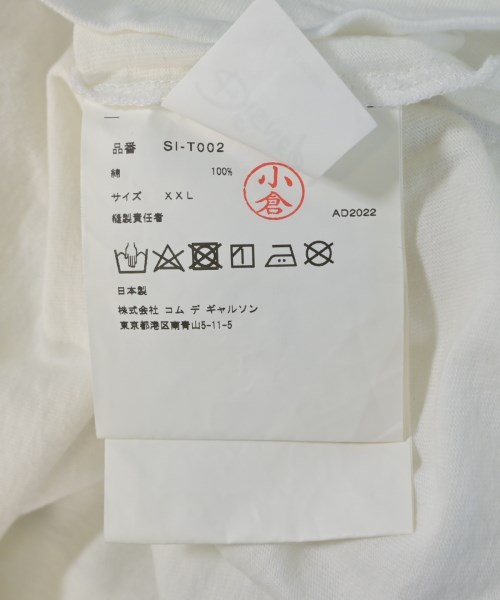 品番 SI-T002
綿 100%
サイズ XXL
小倉
縫製責任者 AD2022
日本製
株式会社 コム デ ギャルソン
東京都港区南青山5-11-5